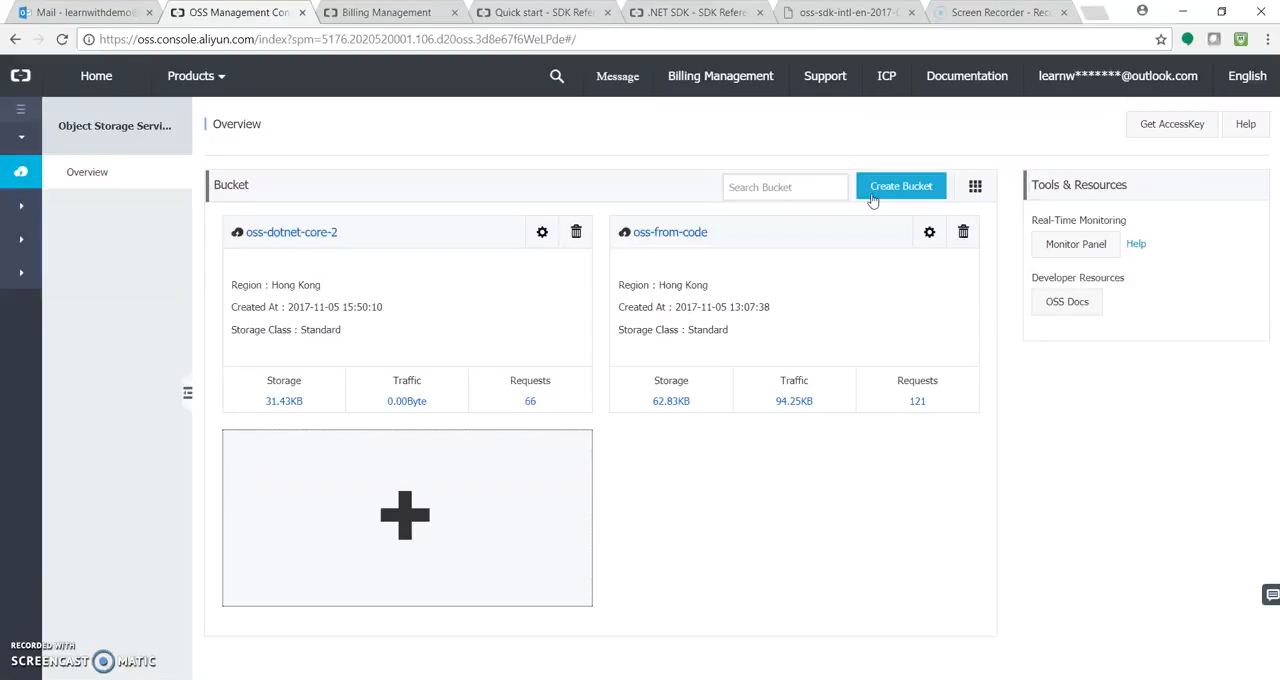 Mail - learnwithdemo@
OSS Management Con
Billing Management
Quick start - SDK Refer
.NET SDK - SDK Refere
oss-sdk-intl-en-2017-0
Screen Recorder - Reco
https://oss.console.aliyun.com/index?spm=5176.2020520001.106.d20oss.3d8e67f6WeLPde#/
Home
Products
Message
Billing Management
Support
ICP
Documentation
learnw*******@outlook.com
English
Object Storage Servi...
Overview
Get AccessKey
Help
Overview
Bucket
Search Bucket
Create Bucket
Tools & Resources
oss-dotnet-core-2
oss-from-code
Real-Time Monitoring
Monitor Panel
Help
Developer Resources
OSS Docs
Region : Hong Kong
Created At : 2017-11-05 15:50:10
Storage Class : Standard
Region : Hong Kong
Created At : 2017-11-05 13:07:38
Storage Class : Standard
Storage
Traffic
Requests
31.43KB
0.00Byte
66
Storage
Traffic
Requests
62.83KB
94.25KB
121
RECORDED WITH
SCREENCAST MATIC